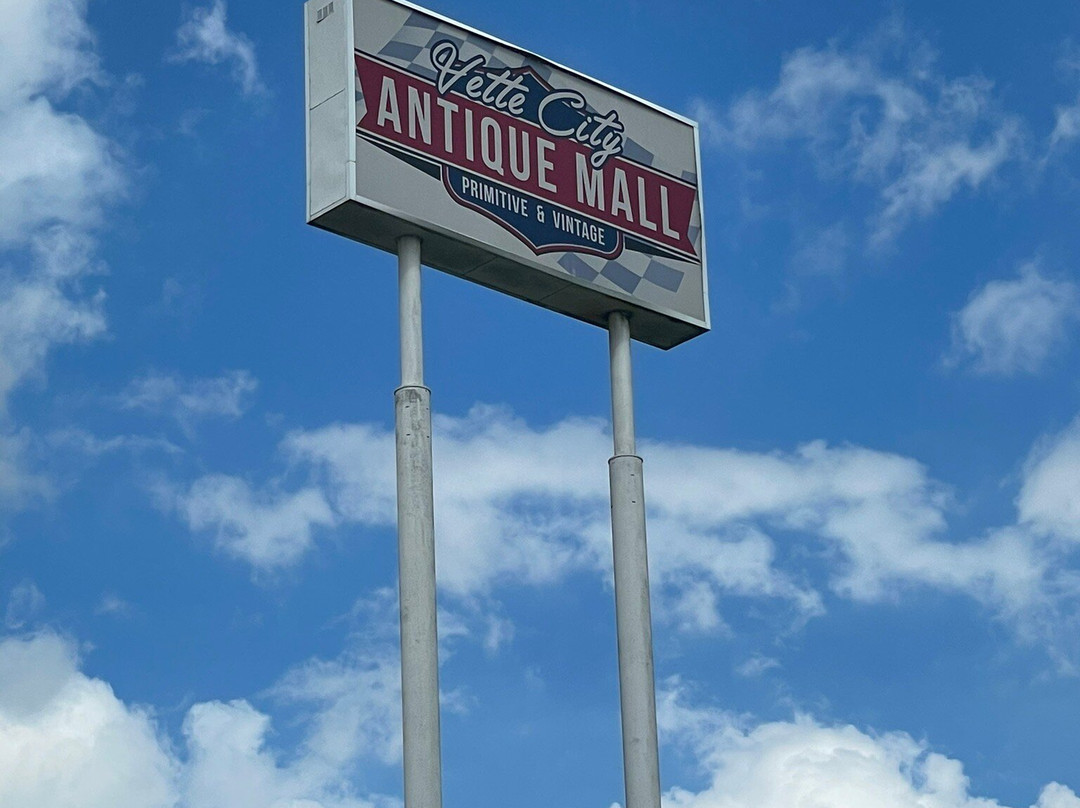 Vette City
ANTIQUE MALL
PRIMITIVE & VINTAGE